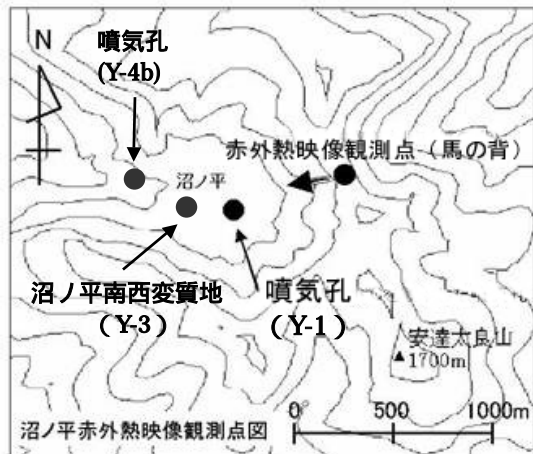 N
噴気孔
(Y-4b)
赤外熱映像観測点（馬の背）
沼ノ平
沼ノ平南西変質地
（Y-3）
噴気孔
（Y-1）
安達太良山
▲1700m
0 500 1000m
沼ノ平赤外熱映像観測点図